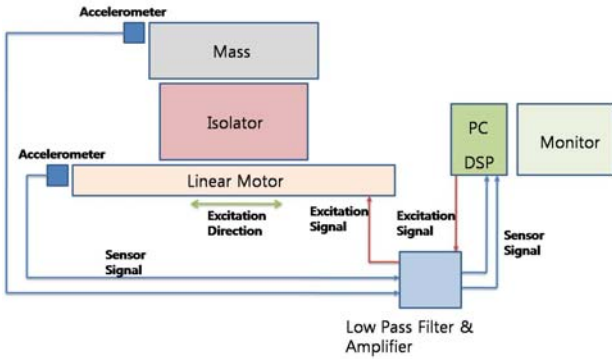 Accelerometer
Mass
Isolator
PC
DSP
Monitor
Accelerometer
Linear Motor
Excitation
Direction
Excitation
Signal
Excitation
Signal
Sensor
Signal
Sensor
Signal
Low Pass Filter &
Amplifier